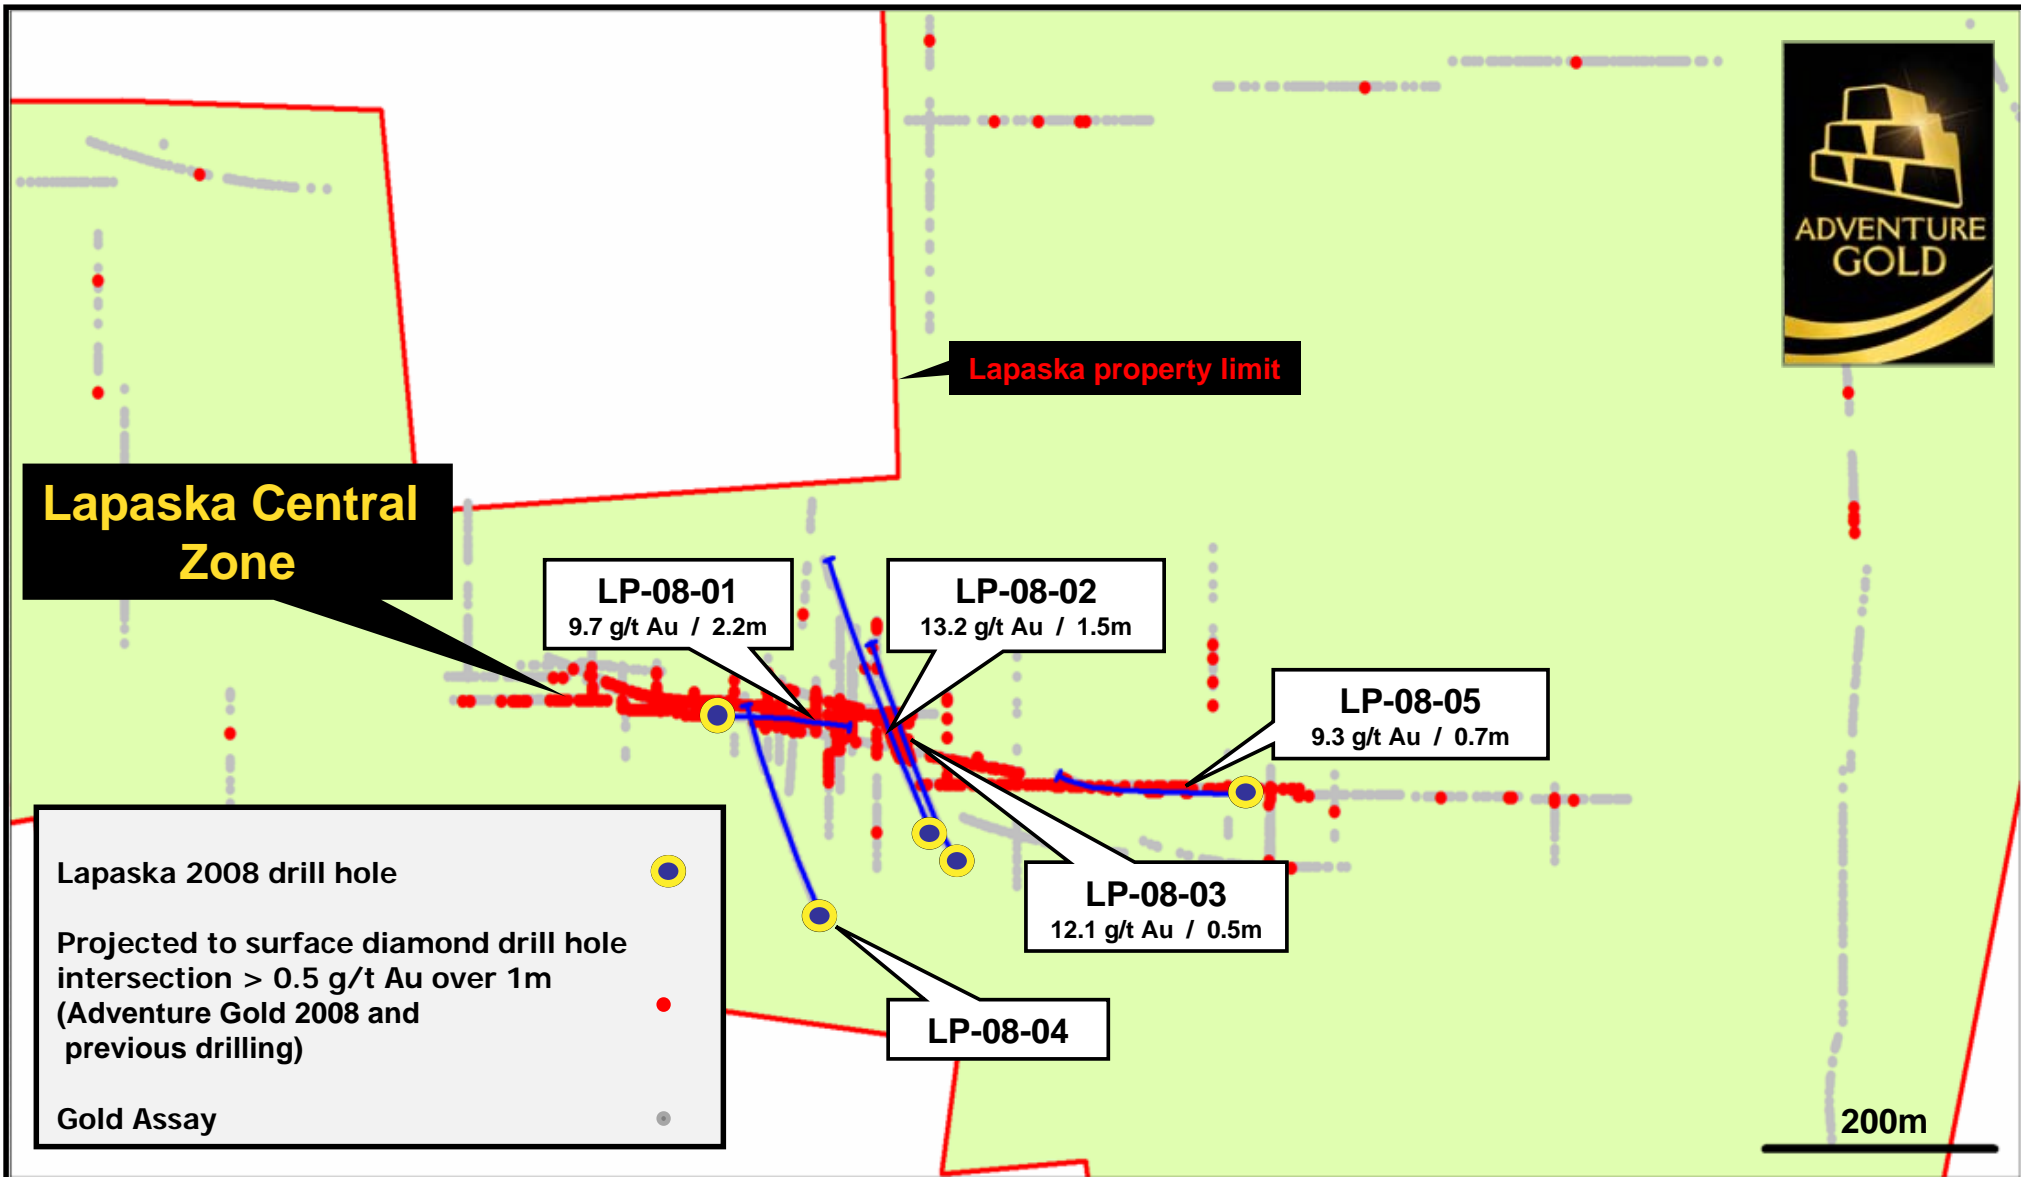 ADVENTURE
GOLD
Lapaska property limit
Lapaska Central
Zone
LP-08-01
9.7 g/t Au / 2.2m
LP-08-02
13.2 g/t Au / 1.5m
LP-08-05
9.3 g/t Au / 0.7m
LP-08-03
12.1 g/t Au / 0.5m
LP-08-04
Lapaska 2008 drill hole
Projected to surface diamond drill hole
intersection > 0.5 g/t Au over 1m
(Adventure Gold 2008 and
previous drilling)
Gold Assay
200m